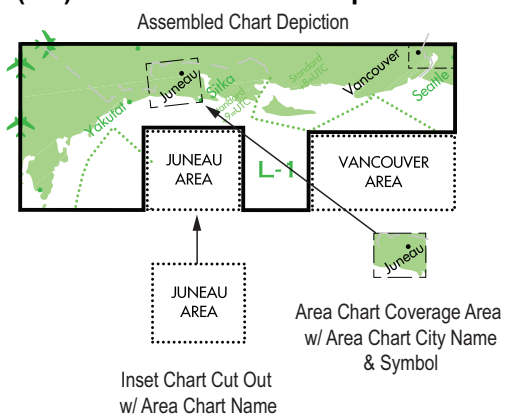 Assembled Chart Depiction
Vancouver
Juneau
Sitka
Seattle
Yakutat
Standard
9=UTC
Standard
=UTC
JUNEAU
AREA
L-1
VANCOUVER
AREA
Juneau
JUNEAU
AREA
Area Chart Coverage Area
w/ Area Chart City Name
& Symbol
Inset Chart Cut Out
w/ Area Chart Name